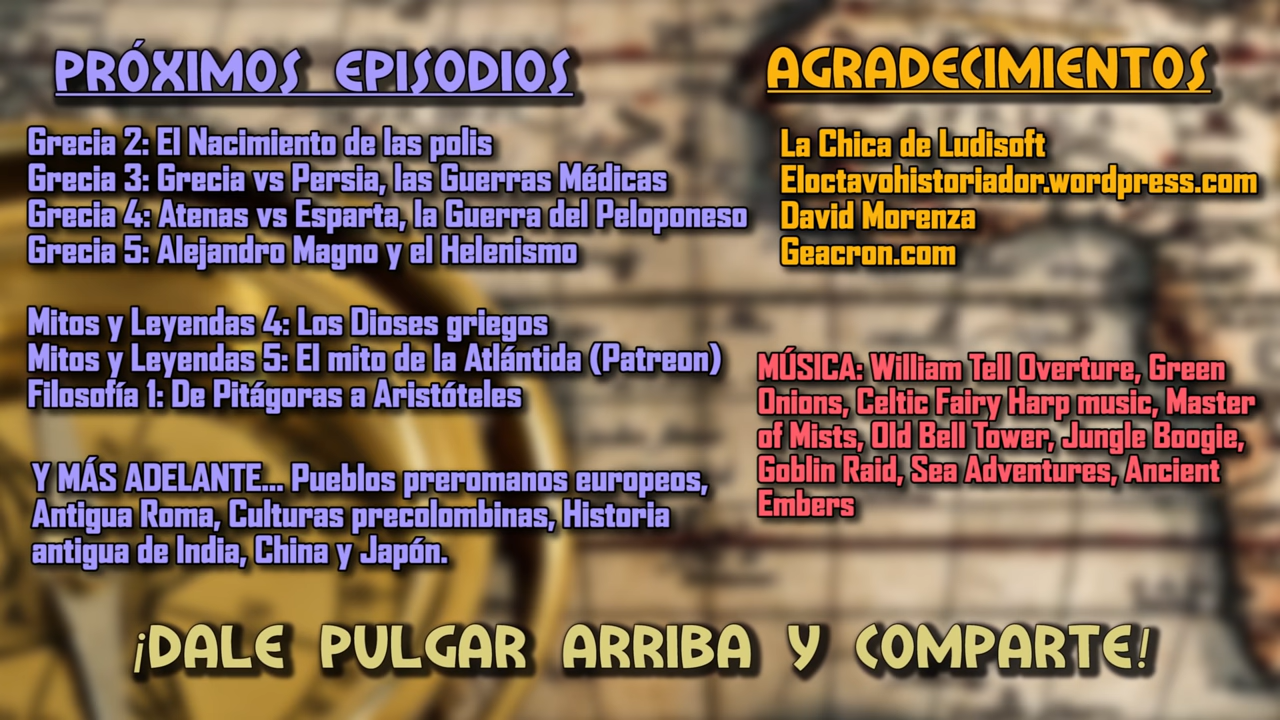 PRÓXIMOS EPISODIOS
Grecia 2: El Nacimiento de las polis
Grecia 3: Grecia vs Persia, las Guerras Médicas
Grecia 4: Atenas vs Esparta, la Guerra del Peloponeso
Grecia 5: Alejandro Magno y el Helenismo
Mitos y Leyendas 4: Los Dioses griegos
Mitos y Leyendas 5: El mito de la Atlántida (Patreon)
Filosofía 1: De Pitágoras a Aristóteles
Y MÁS ADELANTE... Pueblos preromanos europeos,
Antigua Roma, Culturas precolombinas, Historia
antigua de India, China y Japón.
AGRADECIMIENTOS
La Chica de Ludisoft
Eloctavohistoriador.wordpress.com
David Morenza
Geacron.com
MÚSICA: William Tell Overture, Green
Onions, Celtic Fairy Harp music, Master
of Mists, Old Bell Tower, Jungle Boogie,
Goblin Raid, Sea Adventures, Ancient
Embers
¡DALE PULGAR ARRIBA Y COMPARTE!